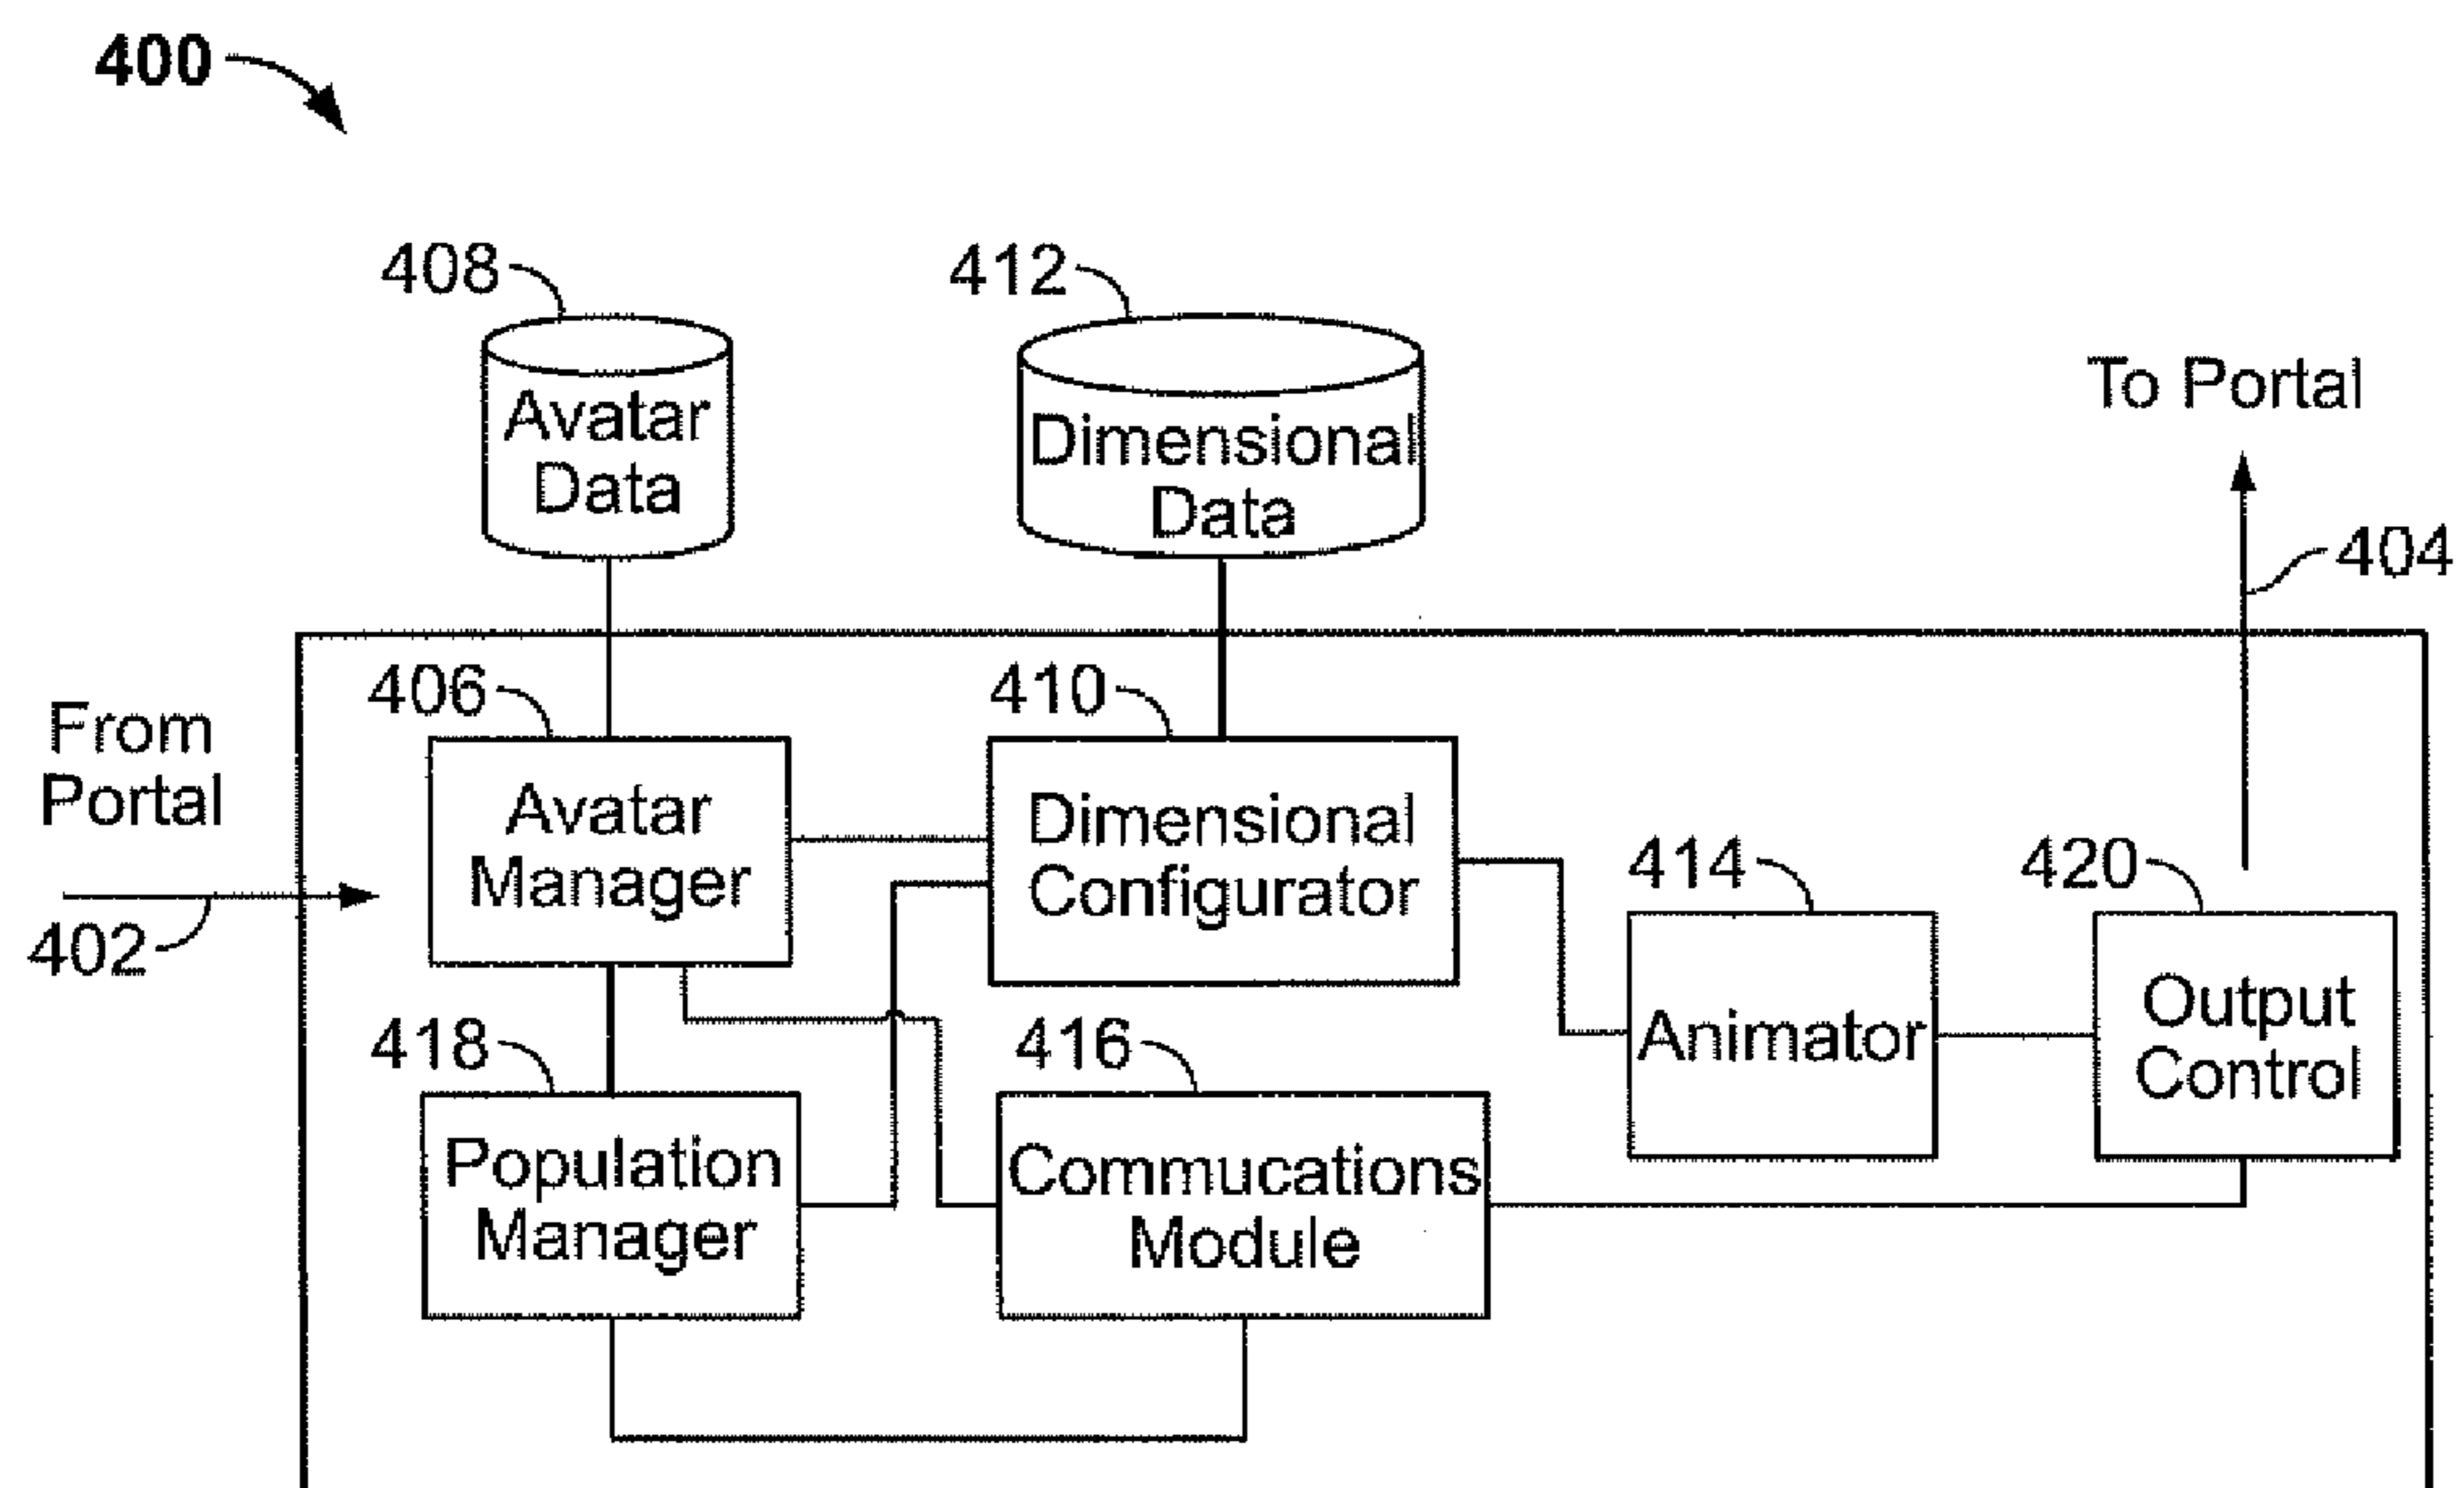 400
408
412
Avatar
Data
Dimensional
Data
To Portal
404
From
Portal
402
406
410
Avatar
Manager
Dimensional
Configurator
414
420
Animator
Output
Control
418
416
Population
Manager
Commucations
Module